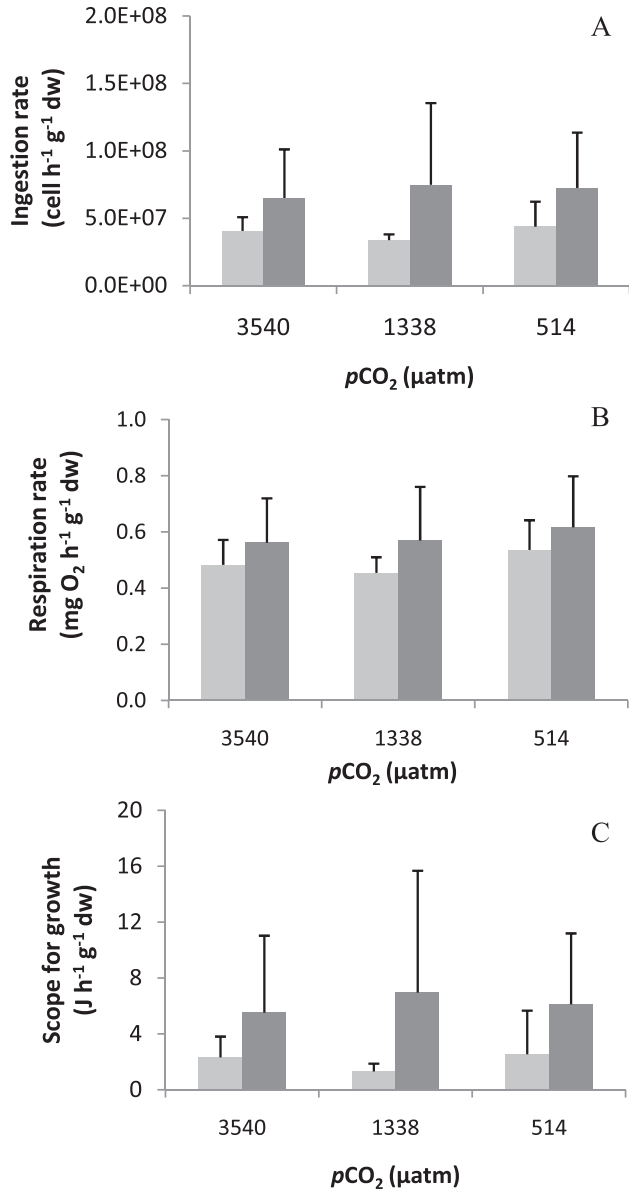 A
Ingestion rate
(cell h⁻¹ g⁻¹ dw)
2.0E+08
1.5E+08
1.0E+08
5.0E+07
0.0E+00
3540 1338 514
pCO₂ (µatm)
B
Respiration rate
(mg O₂ h⁻¹ g⁻¹ dw)
1.0
0.8
0.6
0.4
0.2
0.0
3540 1338 514
pCO₂ (µatm)
C
Scope for growth
(J h⁻¹ g⁻¹ dw)
20
16
12
8
4
0
3540 1338 514
pCO₂ (µatm)